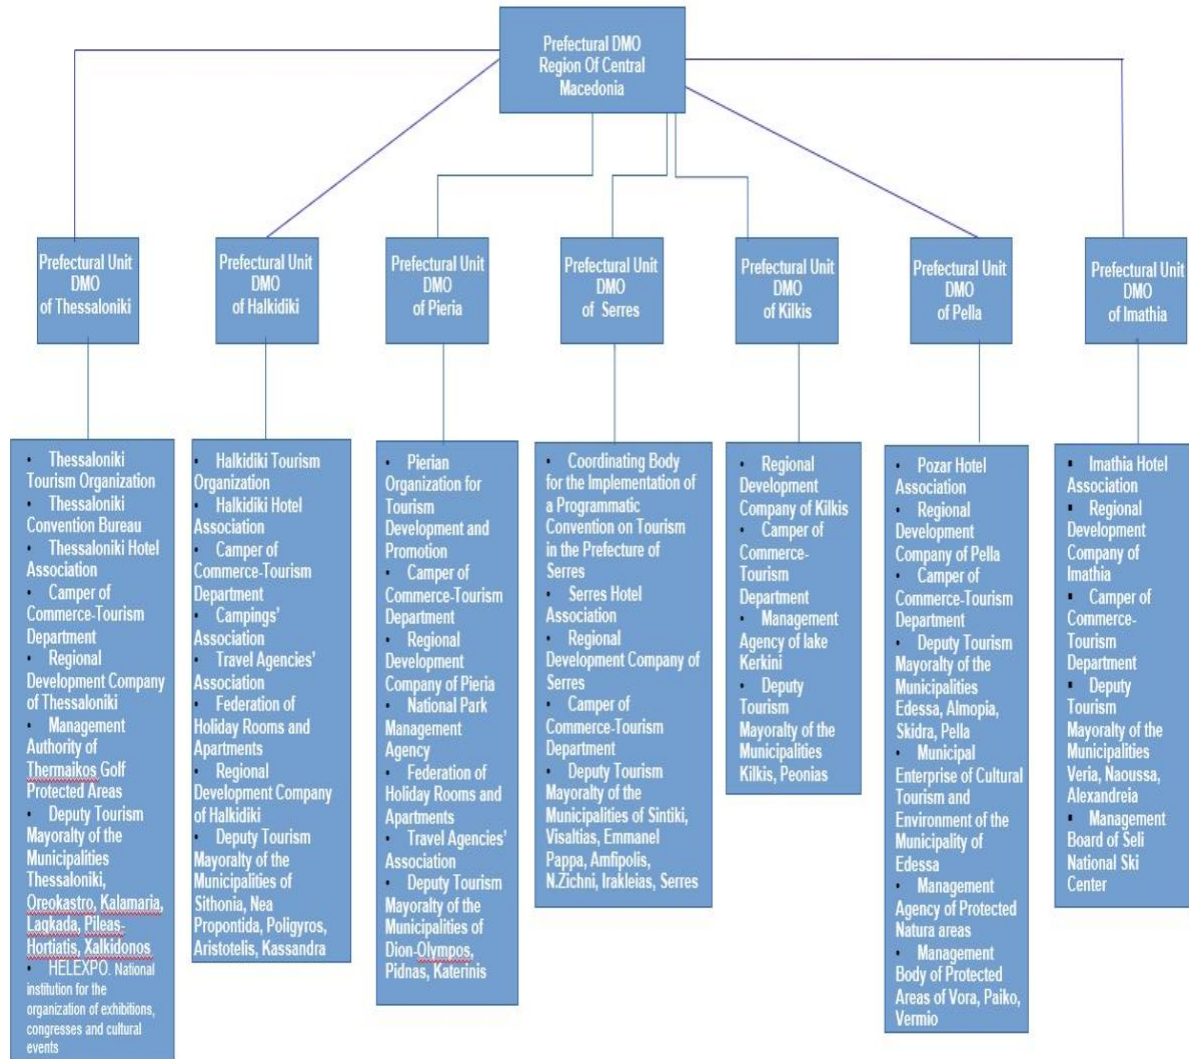 Prefectural DMO
Region Of Central
Macedonia
Prefectural Unit
DMO
of Thessaloniki
Prefectural Unit
DMO
of Halkidiki
Prefectural Unit
DMO
of Pieria
Prefectural Unit
DMO
of Serres
Prefectural Unit
DMO
of Kilkis
Prefectural Unit
DMO
of Pella
Prefectural Unit
DMO
of Imathia
• Thessaloniki
Tourism Organization
• Thessaloniki
Convention Bureau
• Thessaloniki Hotel
Association
• Camper of
Commerce-Tourism
Department
• Regional
Development Company
of Thessaloniki
• Management
Authority of
Thermaikos Golf
Protected Areas
• Deputy Tourism
Mayoralty of the
Municipalities
Thessaloniki,
Oreokastro, Kalamaria,
Lagkada, Pileas-
Hortiatis, Xalkidonos
• HELEXPO. National
institution for the
organization of exhibitions,
congresses and cultural
events
• Halkidiki Tourism
Organization
• Halkidiki Hotel
Association
• Camper of
Commerce-Tourism
Department
• Campings'
Association
• Travel Agencies'
Association
• Federation of
Holiday Rooms and
Apartments
• Regional
Development Company
of Halkidiki
• Deputy Tourism
Mayoralty of the
Municipalities of
Sithonia, Nea
Propontida, Poligyros,
Aristotelis, Kassandra
• Pierian
Organization for
Tourism
Development and
Promotion
• Camper of
Commerce-Tourism
Department
• Regional
Development
Company of Pieria
• National Park
Management
Agency
• Federation of
Holiday Rooms and
Apartments
• Travel Agencies'
Association
• Deputy Tourism
Mayoralty of the
Municipalities of
Dion-Olympos,
Pidnas, Katerinis
• Coordinating Body
for the Implementation of
a Programmatic
Convention on Tourism
in the Prefecture of
Serres
• Serres Hotel
Association
• Regional
Development Company of
Serres
• Camper of
Commerce-Tourism
Department
• Deputy Tourism
Mayoralty of the
Municipalities of Sintiki,
Visaltias, Emmanel
Pappa, Amfipolis,
N.Zichni, Irakleias, Serres
• Regional
Development
Company of Kilkis
• Camper of
Commerce-
Tourism
Department
• Management
Agency of lake
Kerkini
• Deputy
Tourism
Mayoralty of the
Municipalities
Kilkis, Peonias
• Pozar Hotel
Association
• Regional
Development
Company of Pella
• Camper of
Commerce-Tourism
Department
• Deputy Tourism
Mayoralty of the
Municipalities
Edessa, Almopia,
Skidra, Pella
• Municipal
Enterprise of Cultural
Tourism and
Environment of the
Municipality of
Edessa
• Management
Agency of Protected
Natura areas
• Management
Body of Protected
Areas of Vora, Paiko,
Vermio
▪ Imathia Hotel
Association
▪ Regional
Development
Company of
Imathia
▪ Camper of
Commerce-
Tourism
Department
▪ Deputy
Tourism
Mayoralty of the
Municipalities
Veria, Naoussa,
Alexandreia
▪ Management
Board of Seli
National Ski
Center